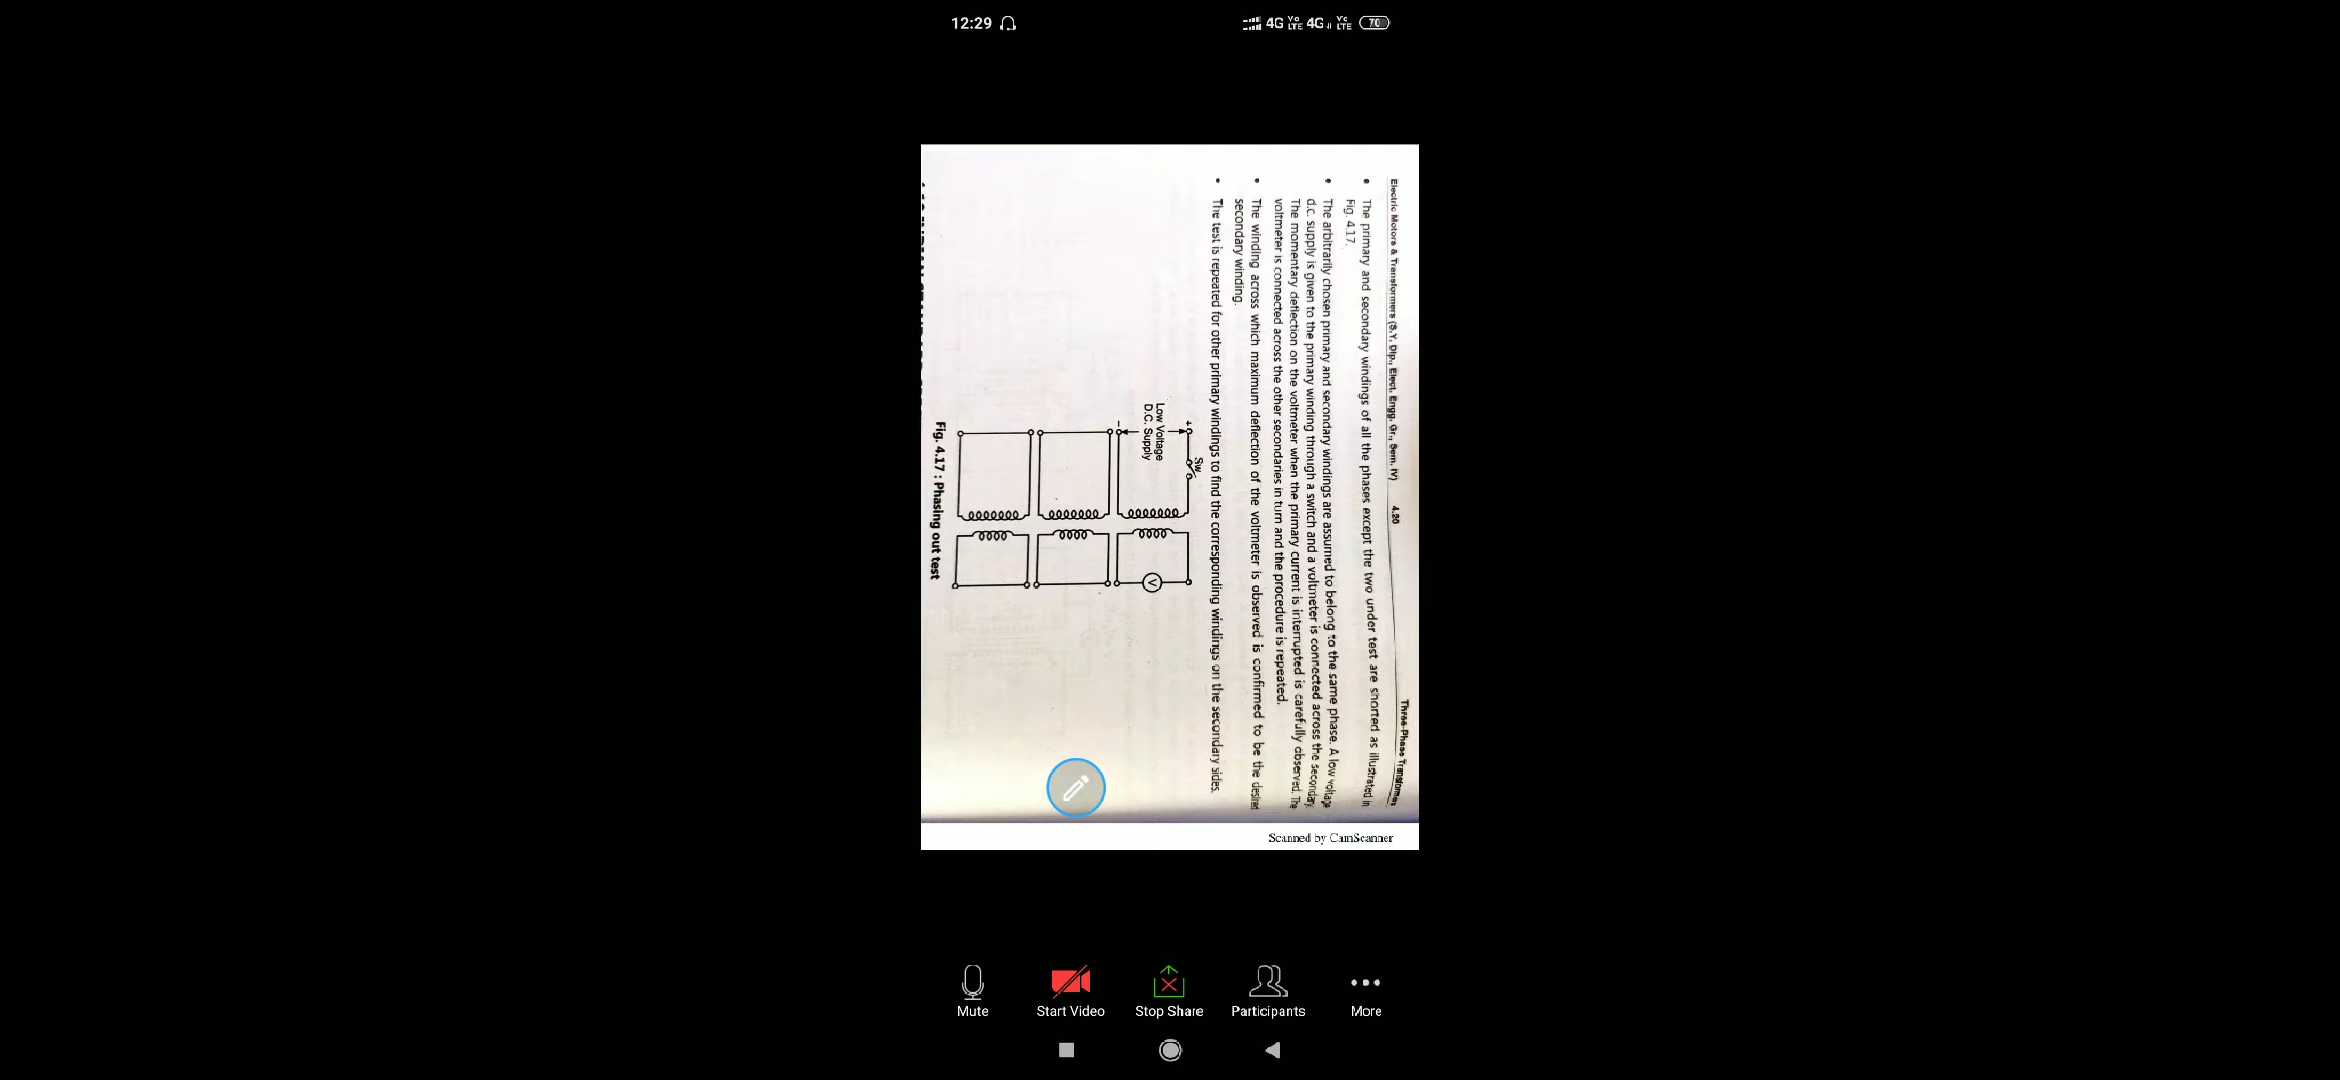 12:29
4G Vo LTE 4G Vo LTE 70
Electric Motors & Transformers (S.Y. Dip., Elect. Engg. Gr., Sem. IV) 4.20 Three-Phase Transformers
• The primary and secondary windings of all the phases except the two under test are shorted as illustrated in
Fig. 4.17.
• The arbitrarily chosen primary and secondary windings are assumed to belong to the same phase. A low voltage
d.c. supply is given to the primary winding through a switch and a voltmeter is connected across the secondary.
The momentary deflection on the voltmeter when the primary current is interrupted is carefully observed. The
voltmeter is connected across the other secondaries in turn and the procedure is repeated.
• The winding across which maximum deflection of the voltmeter is observed is confirmed to be the desired
secondary winding.
• The test is repeated for other primary windings to find the corresponding windings on the secondary sides.
Sw
+
Low Voltage
D.C. Supply
–
V
Fig. 4.17 : Phasing out test
Scanned by CamScanner
Mute
Start Video
Stop Share
Participants
More